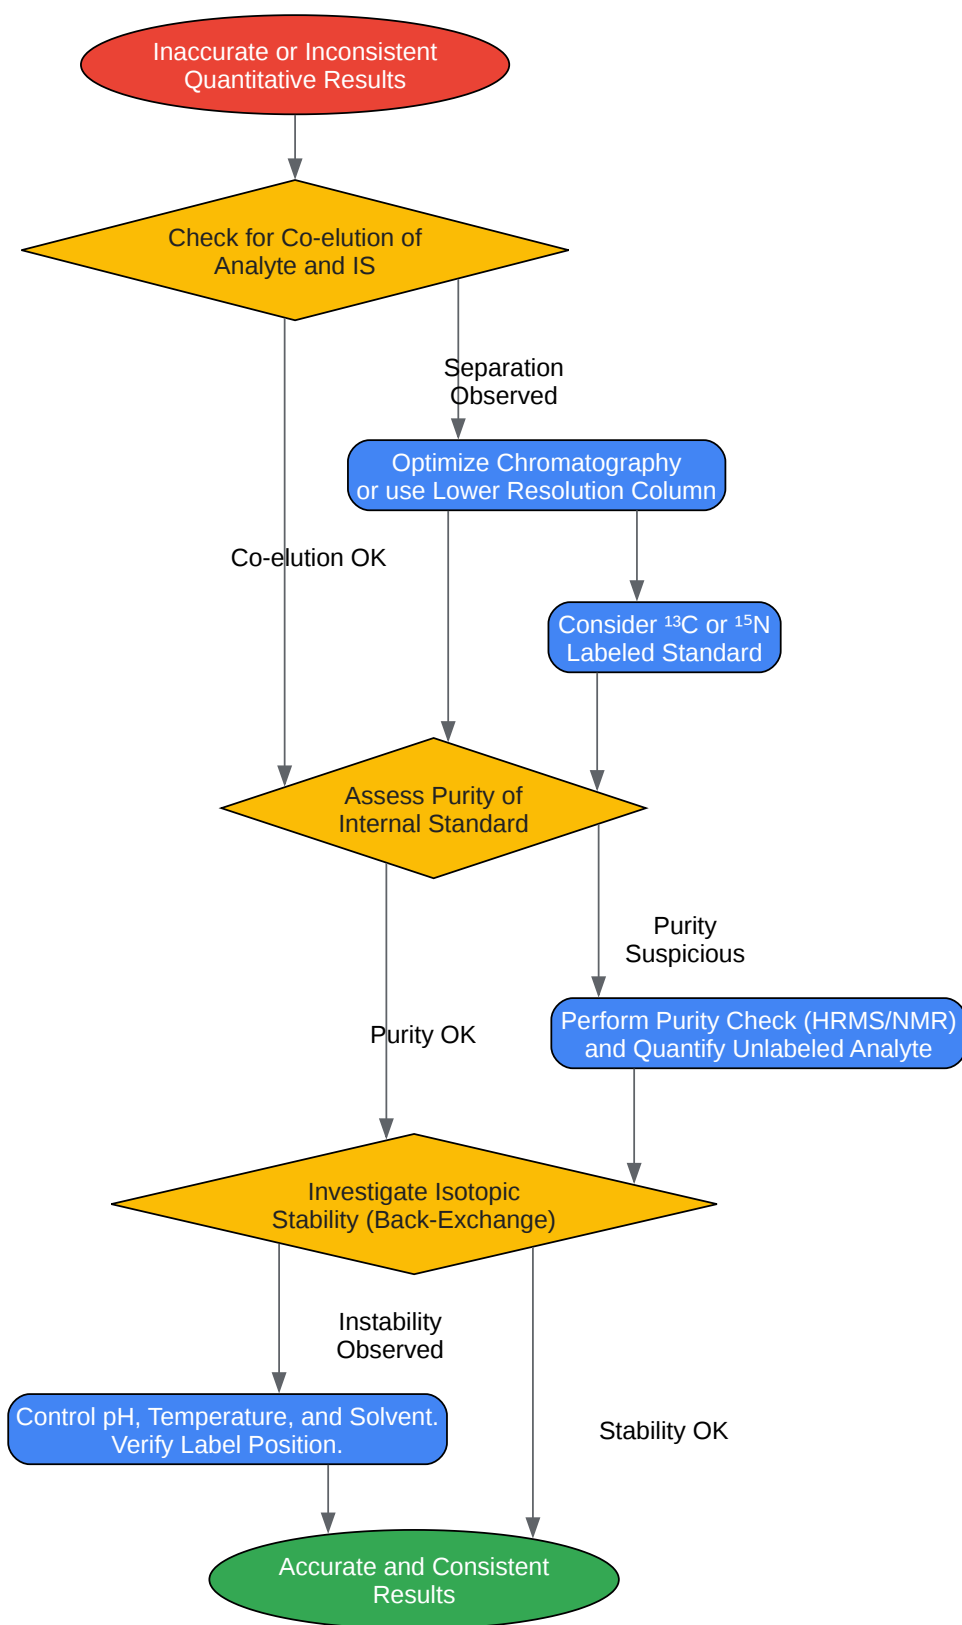 Inaccurate or Inconsistent
Quantitative Results
Check for Co-elution of
Analyte and IS
Separation
Observed
Optimize Chromatography
or use Lower Resolution Column
Co-elution OK
Consider ¹³C or ¹⁵N
Labeled Standard
Assess Purity of
Internal Standard
Purity
Suspicious
Perform Purity Check (HRMS/NMR)
and Quantify Unlabeled Analyte
Purity OK
Investigate Isotopic
Stability (Back-Exchange)
Instability
Observed
Control pH, Temperature, and Solvent.
Verify Label Position.
Stability OK
Accurate and Consistent
Results